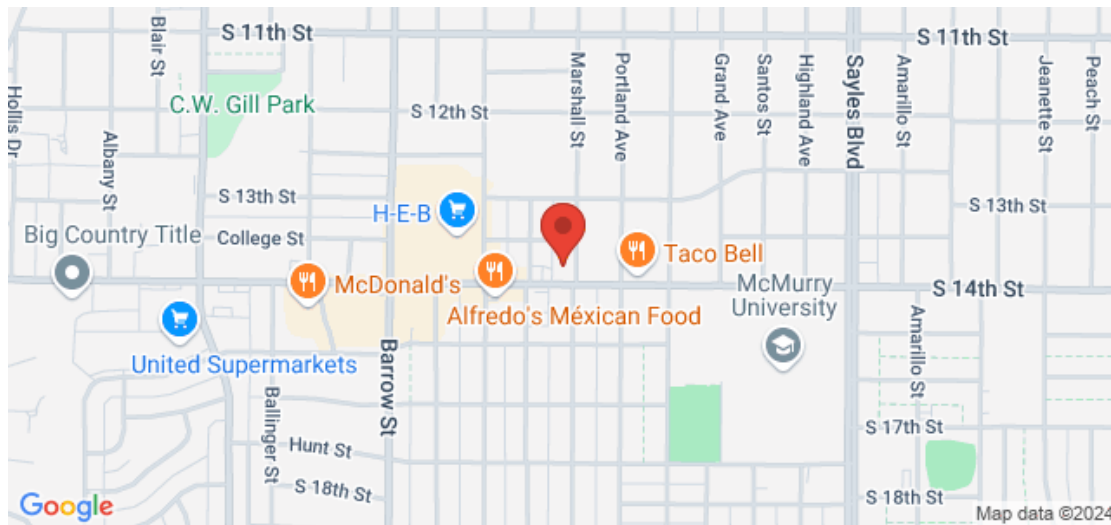 Blair St
S 11th St
S 11th St
Hollis Dr
Albany St
C.W. Gill Park
S 12th St
Marshall St
Portland Ave
Grand Ave
Santos St
Highland Ave
Sayles Blvd
Amarillo St
Jeanette St
Peach St
S 13th St
S 13th St
H-E-B
Big Country Title
College St
Taco Bell
McDonald's
McMurry
University
S 14th St
Alfredo's Méxican Food
United Supermarkets
Barrow St
Amarillo St
Ballinger St
Hunt St
S 17th St
S 18th St
S 18th St
Google
Map data ©2024